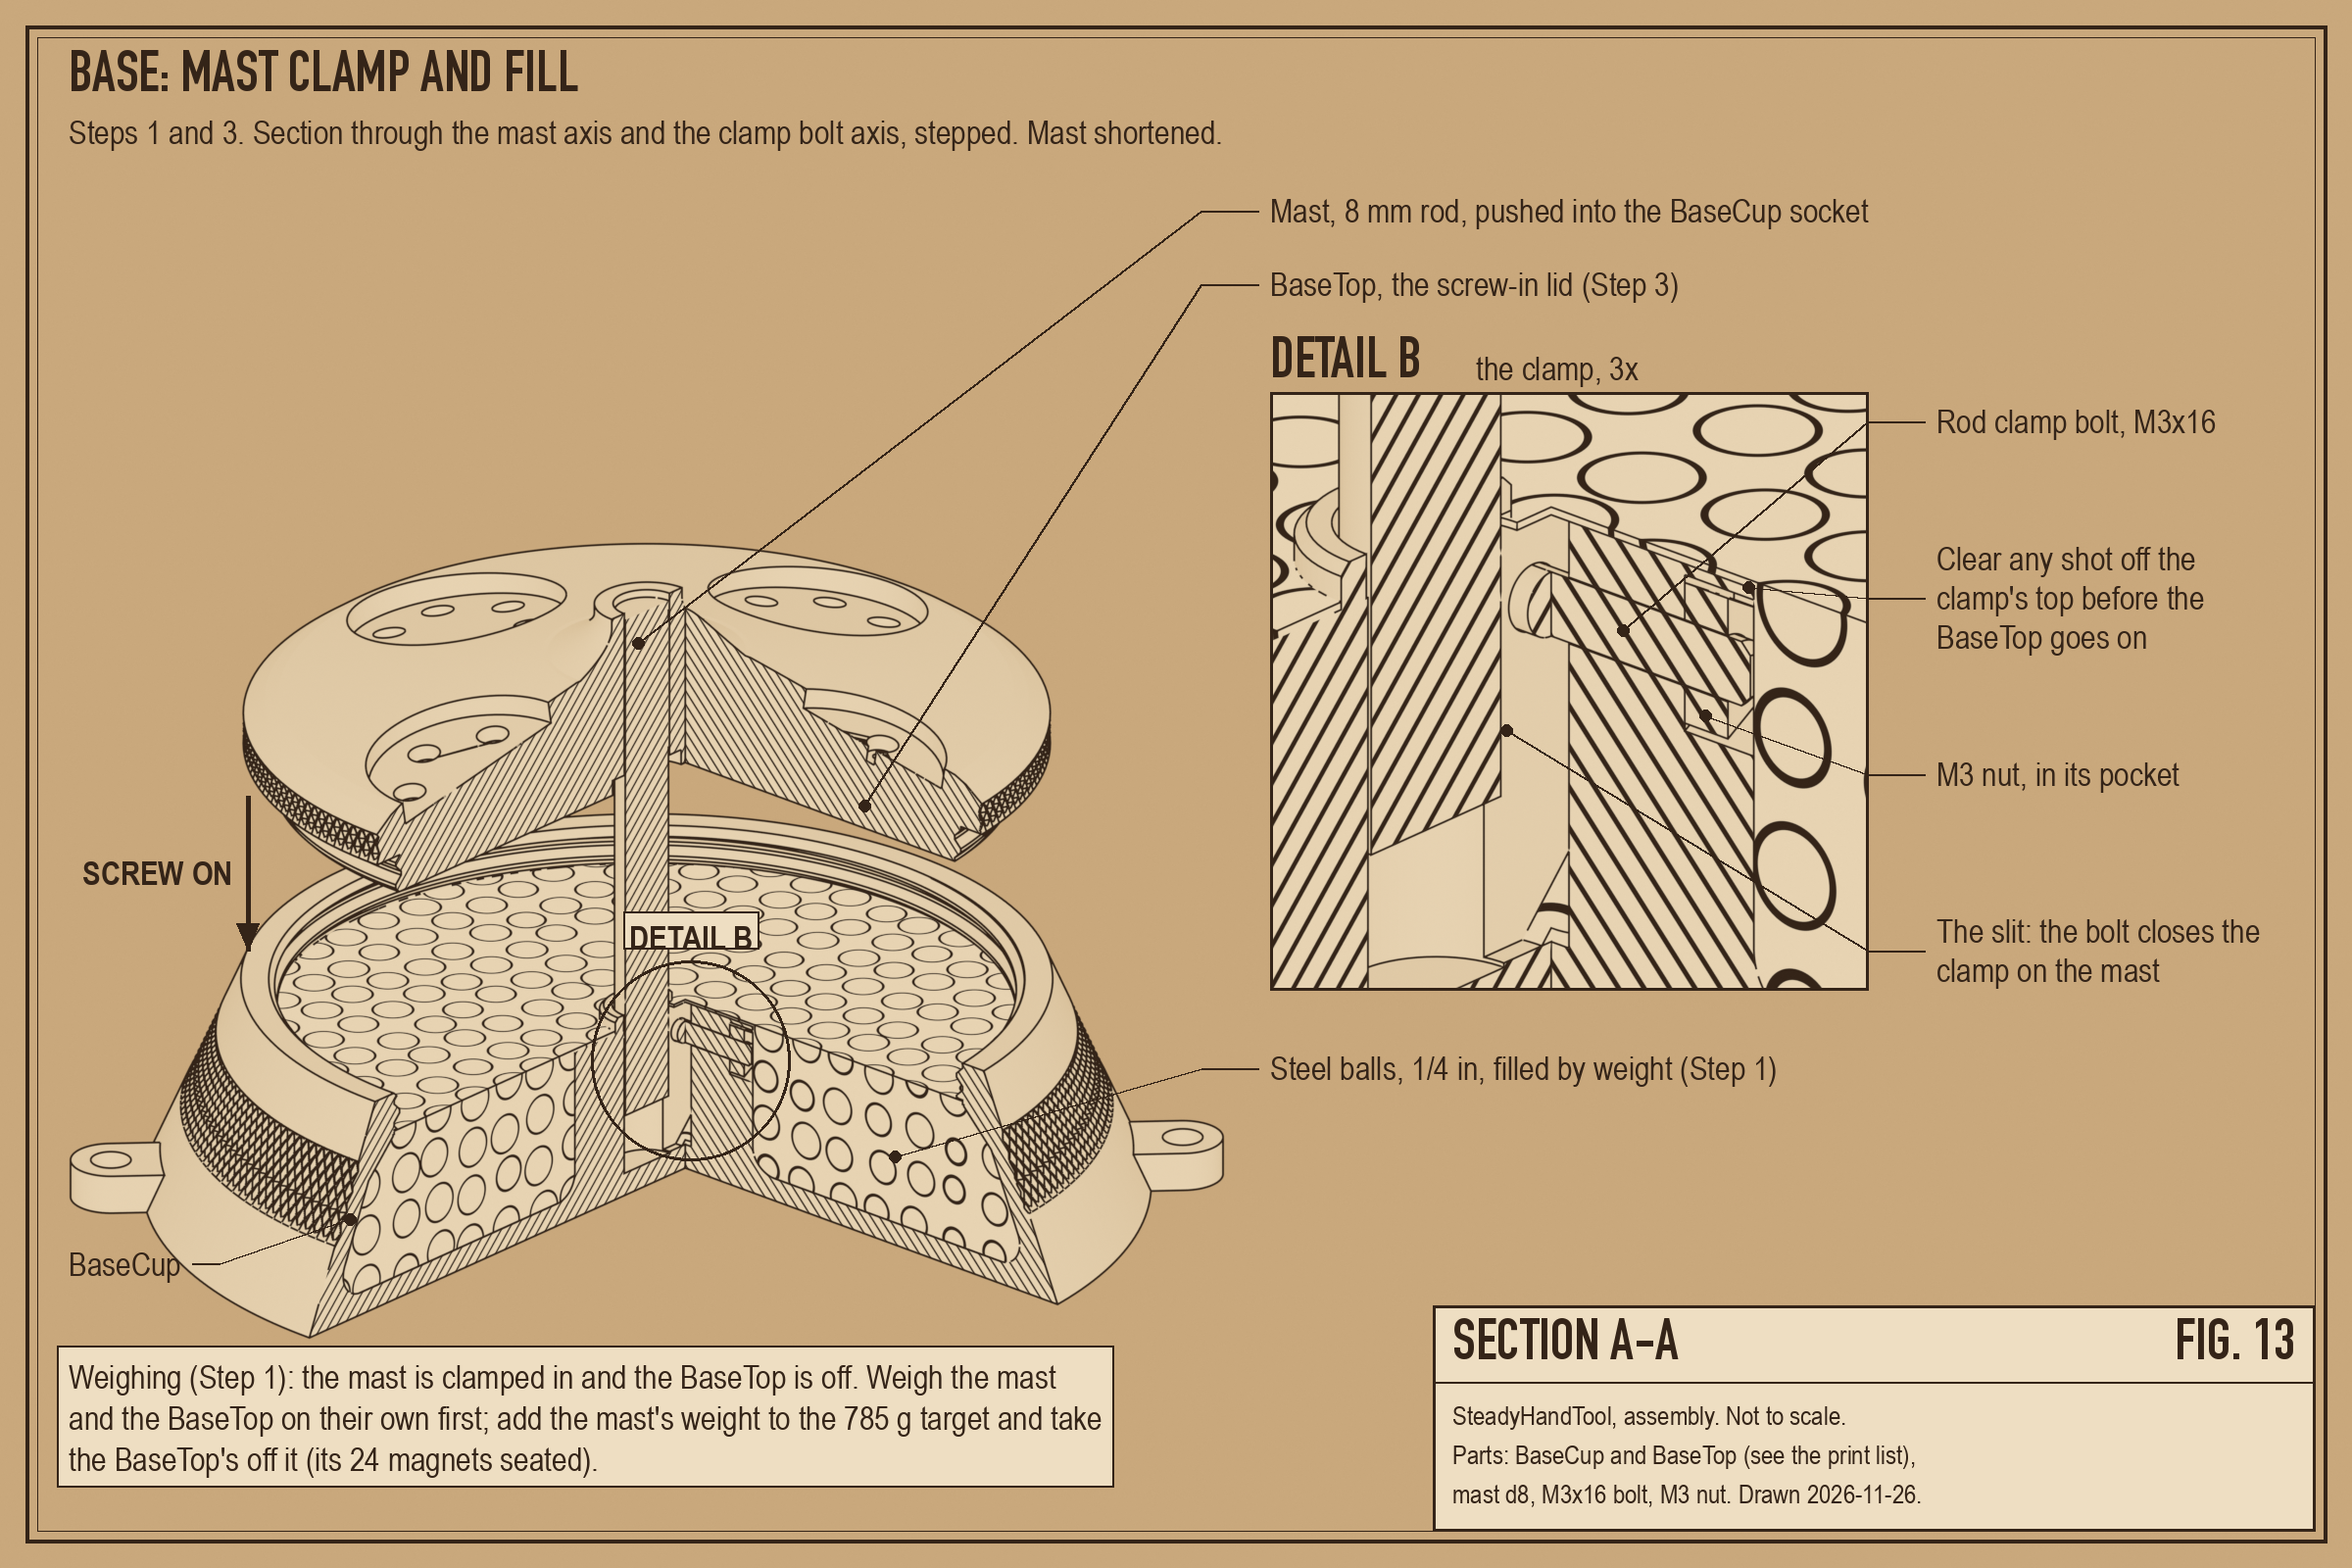 BASE: MAST CLAMP AND FILL
Steps 1 and 3. Section through the mast axis and the clamp bolt axis, stepped. Mast shortened.
Mast, 8 mm rod, pushed into the BaseCup socket
BaseTop, the screw-in lid (Step 3)
DETAIL B
the clamp, 3x
Rod clamp bolt, M3x16
Clear any shot off the
clamp's top before the
BaseTop goes on
M3 nut, in its pocket
The slit: the bolt closes the
clamp on the mast
SCREW ON
DETAIL B
Steel balls, 1/4 in, filled by weight (Step 1)
BaseCup
Weighing (Step 1): the mast is clamped in and the BaseTop is off. Weigh the mast
and the BaseTop on their own first; add the mast's weight to the 785 g target and take
the BaseTop's off it (its 24 magnets seated).
SECTION A-A
FIG. 13
SteadyHandTool, assembly. Not to scale.
Parts: BaseCup and BaseTop (see the print list),
mast d8, M3x16 bolt, M3 nut. Drawn 2026-11-26.